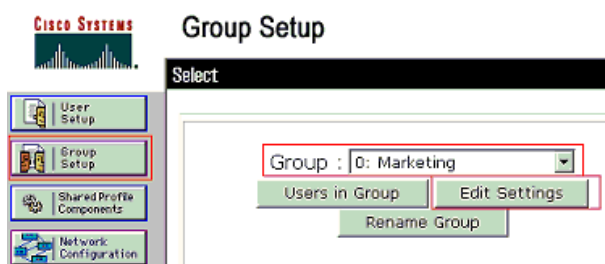 CISCO SYSTEMS
Group Setup
Select
User
Setup
Group
Setup
Shared Profile
Components
Network
Configuration
Group : 0: Marketing
Users in Group
Edit Settings
Rename Group